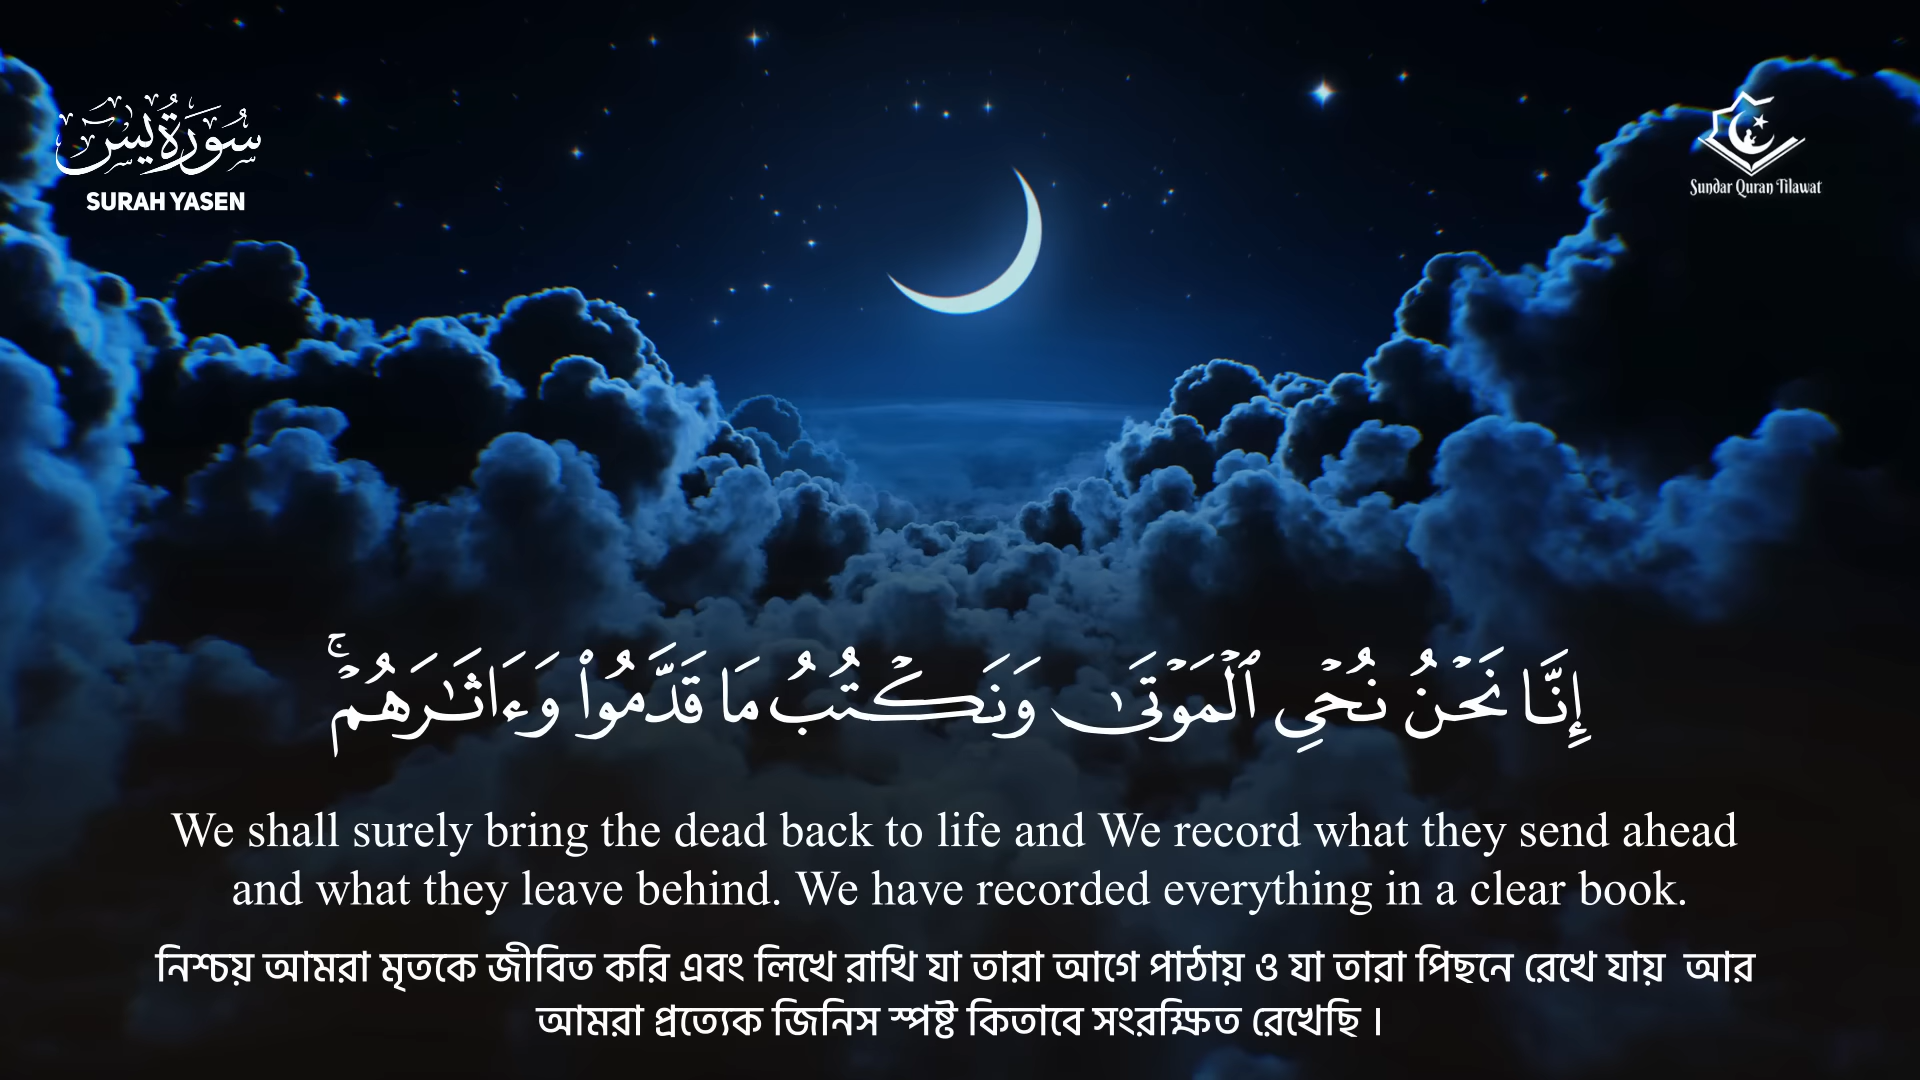 سُورَةُ يس
SURAH YASEN
Sundar Quran Tilawat
إِنَّا نَحْنُ نُحْىِ ٱلْمَوْتَىٰ وَنَكْتُبُ مَا قَدَّمُوا۟ وَءَاثَـٰرَهُمْ ۚ
We shall surely bring the dead back to life and We record what they send ahead
and what they leave behind. We have recorded everything in a clear book.
নিশ্চয় আমরা মৃতকে জীবিত করি এবং লিখে রাখি যা তারা আগে পাঠায় ও যা তারা পিছনে রেখে যায় আর
আমরা প্রত্যেক জিনিস স্পষ্ট কিতাবে সংরক্ষিত রেখেছি ।